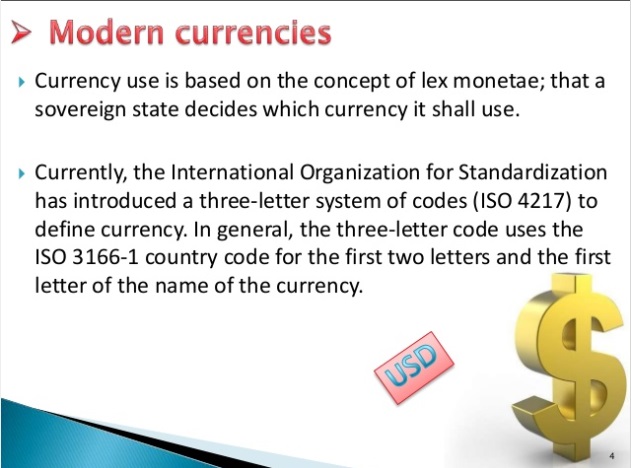 Modern currencies
Currency use is based on the concept of lex monetae; that a
sovereign state decides which currency it shall use.
Currently, the International Organization for Standardization
has introduced a three-letter system of codes (ISO 4217) to
define currency. In general, the three-letter code uses the
ISO 3166-1 country code for the first two letters and the first
letter of the name of the currency.
USD
$
4